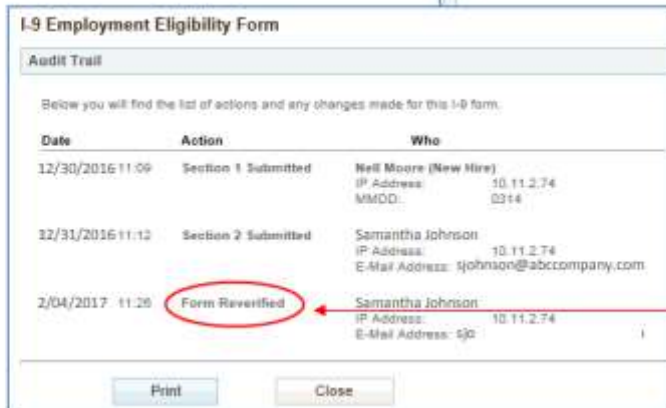 I-9 Employment Eligibility Form
Audit Trail
Below you will find the list of actions and any changes made for this I-9 form.
Date Action Who
12/30/2016 11:09 Section 1 Submitted Neil Moore (New Hire)
IP Address: 10.11.2.74
MMDD: 0314
12/31/2016 11:12 Section 2 Submitted Samantha Johnson
IP Address: 10.11.2.74
E-Mail Address: sjohnson@abccompany.com
2/04/2017 11:26 Form Reverified Samantha Johnson
IP Address: 10.11.2.74
E-Mail Address:
Print Close